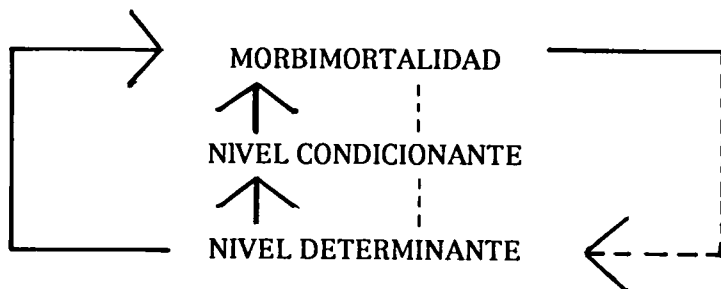 MORBIMORTALIDAD
NIVEL CONDICIONANTE
NIVEL DETERMINANTE